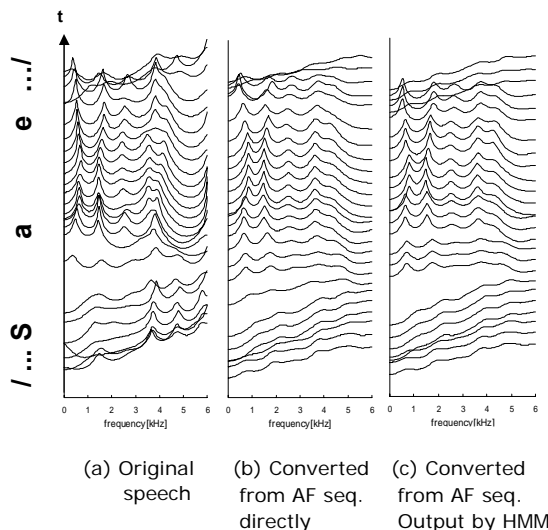 t
/ ... S a e .../
0 1 2 3 4 5 6
frequency[kHz]
0 1 2 3 4 5 6
frequency[kHz]
0 1 2 3 4 5 6
frequency[kHz]
(a) Original
speech
(b) Converted
from AF seq.
directly
(c) Converted
from AF seq.
Output by HMM